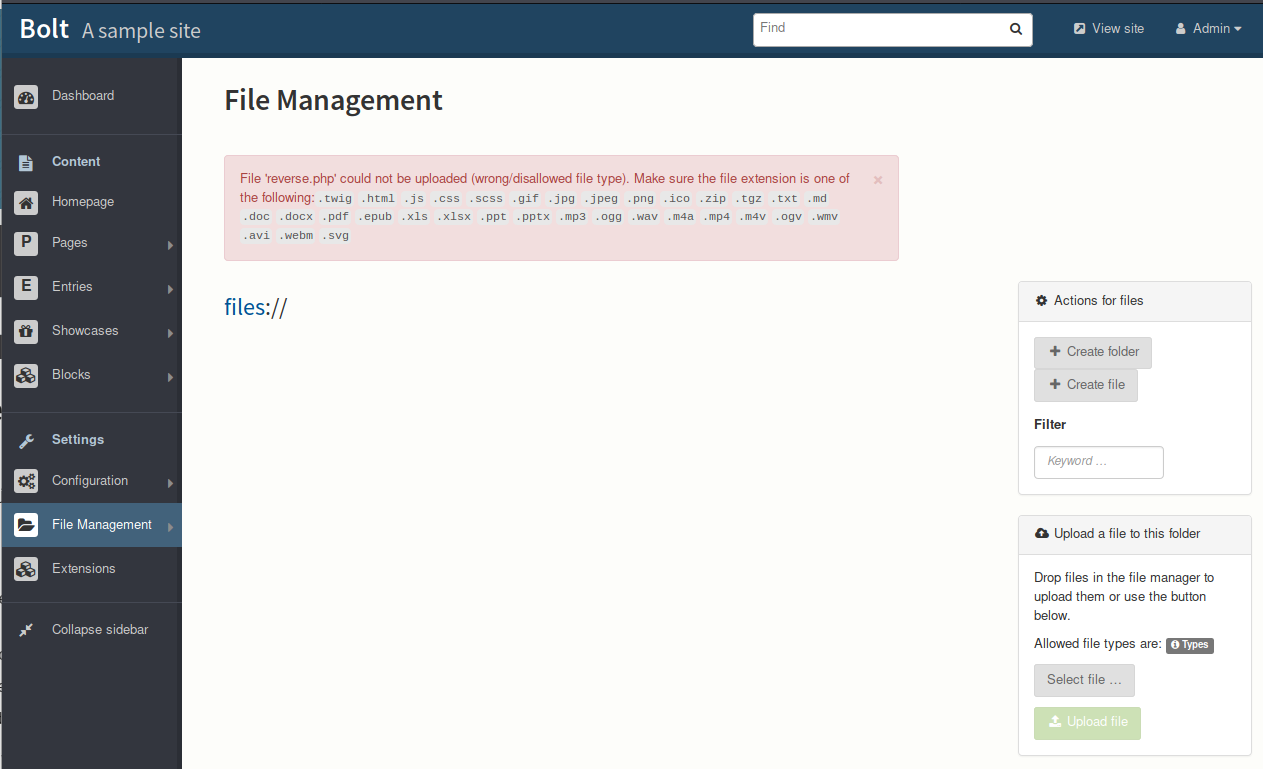 Bolt A sample site
Find
View site
Admin
Dashboard
Content
Homepage
P Pages
E Entries
Showcases
Blocks
Settings
Configuration
File Management
Extensions
Collapse sidebar
File Management
File 'reverse.php' could not be uploaded (wrong/disallowed file type). Make sure the file extension is one of
the following: .twig .html .js .css .scss .gif .jpg .jpeg .png .ico .zip .tgz .txt .md
.doc .docx .pdf .epub .xls .xlsx .ppt .pptx .mp3 .ogg .wav .m4a .mp4 .m4v .ogv .wmv
.avi .webm .svg
×
files://
Actions for files
Create folder
Create file
Filter
Keyword ...
Upload a file to this folder
Drop files in the file manager to
upload them or use the button
below.
Allowed file types are: Types
Select file ...
Upload file